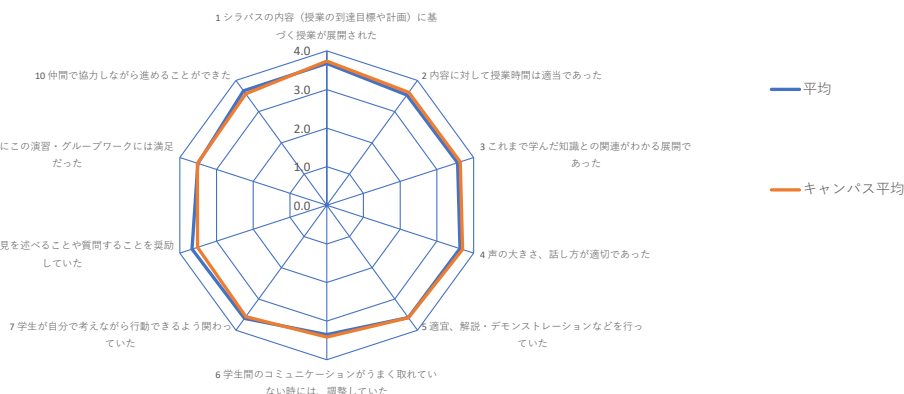 1 シラバスの内容（授業の到達目標や計画）に基
づく授業が展開された
4.0
3.0
2.0
1.0
0.0
2 内容に対して授業時間は適当であった
3 これまで学んだ知識との関連がわかる展開で
あった
4 声の大きさ、話し方が適切であった
5 適宜、解説・デモンストレーションなどを行っ
ていた
6 学生間のコミュニケーションがうまく取れてい
ない時には、調整していた
7 学生が自分で考えながら行動できるよう関わっ
ていた
見を述べることや質問することを奨励
していた
にこの演習・グループワークには満足
だった
10 仲間で協力しながら進めることができた
平均
キャンパス平均